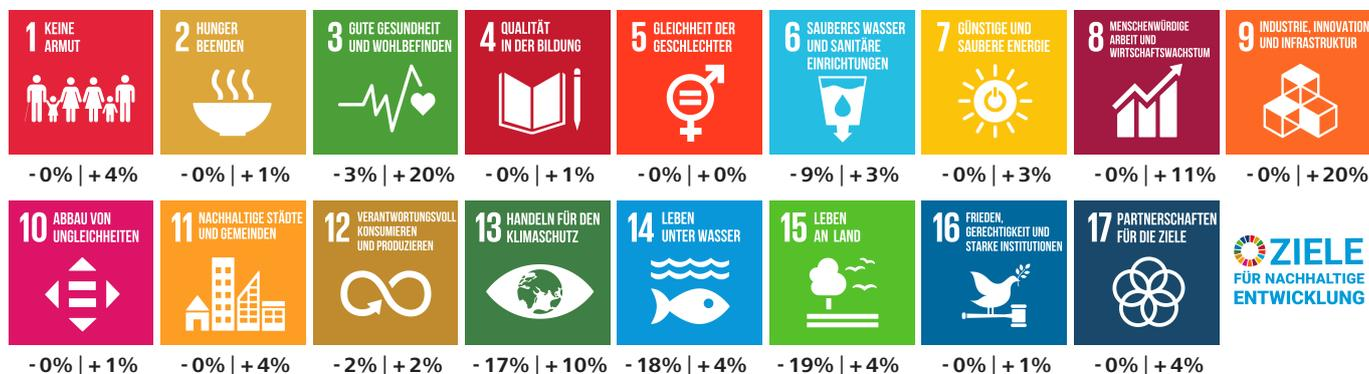 1 KEINE
ARMUT
2 HUNGER
BEENDEN
3 GUTE GESUNDHEIT
UND WOHLBEFINDEN
4 QUALITÄT
IN DER BILDUNG
5 GLEICHHEIT DER
GESCHLECHTER
6 SAUBERES WASSER
UND SANITÄRE
EINRICHTUNGEN
7 GÜNSTIGE UND
SAUBERE ENERGIE
8 MENSCHENWÜRDIGE
ARBEIT UND
WIRTSCHAFTSWACHSTUM
9 INDUSTRIE, INNOVATION
UND INFRASTRUKTUR
-0% | +4%
-0% | +1%
-3% | +20%
-0% | +1%
-0% | +0%
-9% | +3%
-0% | +3%
-0% | +11%
-0% | +20%
10 ABBAU VON
UNGLEICHHEITEN
11 NACHHALTIGE STÄDTE
UND GEMEINDEN
12 VERANTWORTUNGSVOLL
KONSUMIEREN
UND PRODUZIEREN
13 HANDELN FÜR DEN
KLIMASCHUTZ
14 LEBEN
UNTER WASSER
15 LEBEN
AN LAND
16 FRIEDEN,
GERECHTIGKEIT UND
STARKE INSTITUTIONEN
17 PARTNERSCHAFTEN
FÜR DIE ZIELE
ZIELE
FÜR NACHHALTIGE
ENTWICKLUNG
-0% | +1%
-0% | +4%
-2% | +2%
-17% | +10%
-18% | +4%
-19% | +4%
-0% | +1%
-0% | +4%